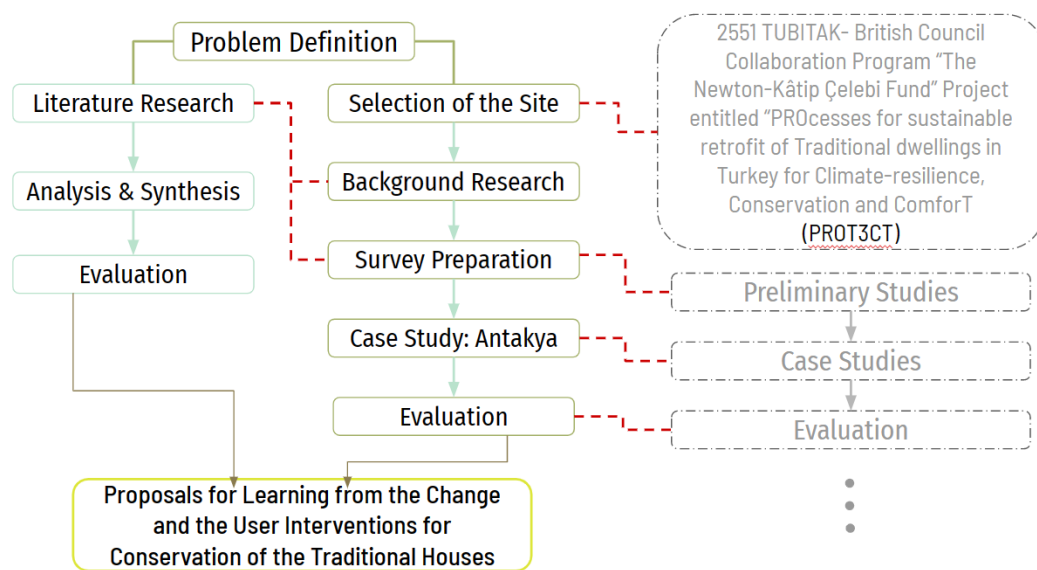 Problem Definition
Literature Research
Analysis & Synthesis
Evaluation
Selection of the Site
Background Research
Survey Preparation
Case Study: Antakya
Evaluation
Proposals for Learning from the Change
and the User Interventions for
Conservation of the Traditional Houses
2551 TUBITAK- British Council
Collaboration Program “The
Newton-Kâtip Çelebi Fund” Project
entitled “PROcesses for sustainable
retrofit of Traditional dwellings in
Turkey for Climate-resilience,
Conservation and ComforT
(PROT3CT)
Preliminary Studies
Case Studies
Evaluation